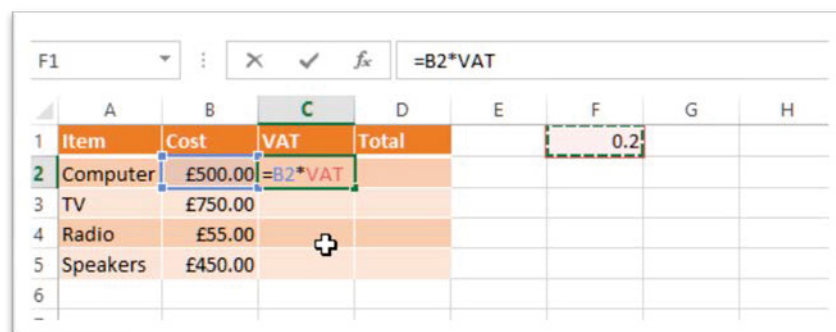 F1 fx =B2*VAT
A B C D E F G H
1 Item Cost VAT Total 0.2
2 Computer £500.00 =B2*VAT
3 TV £750.00
4 Radio £55.00
5 Speakers £450.00
6